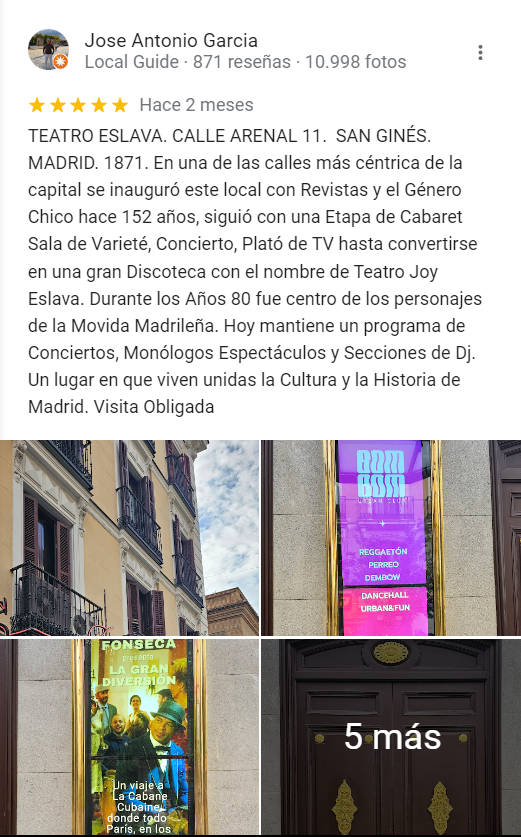 Jose Antonio Garcia
Local Guide · 871 reseñas · 10.998 fotos
Hace 2 meses
TEATRO ESLAVA. CALLE ARENAL 11.  SAN GINÉS.
MADRID. 1871. En una de las calles más céntrica de la
capital se inauguró este local con Revistas y el Género
Chico hace 152 años, siguió con una Etapa de Cabaret
Sala de Varieté, Concierto, Plató de TV hasta convertirse
en una gran Discoteca con el nombre de Teatro Joy
Eslava. Durante los Años 80 fue centro de los personajes
de la Movida Madrileña. Hoy mantiene un programa de
Conciertos, Monólogos Espectáculos y Secciones de Dj.
Un lugar en que viven unidas la Cultura y la Historia de
Madrid. Visita Obligada
BOM
BOM
URBAN CLUB
REGGAETÓN
PERREO
DEMBOW
DANCEHALL
URBAN&FUN
FONSECA
presenta
LA GRAN
DIVERSIÓN
Un viaje a
La Cabane
Cubaine,
donde todo
París, en los
5 más